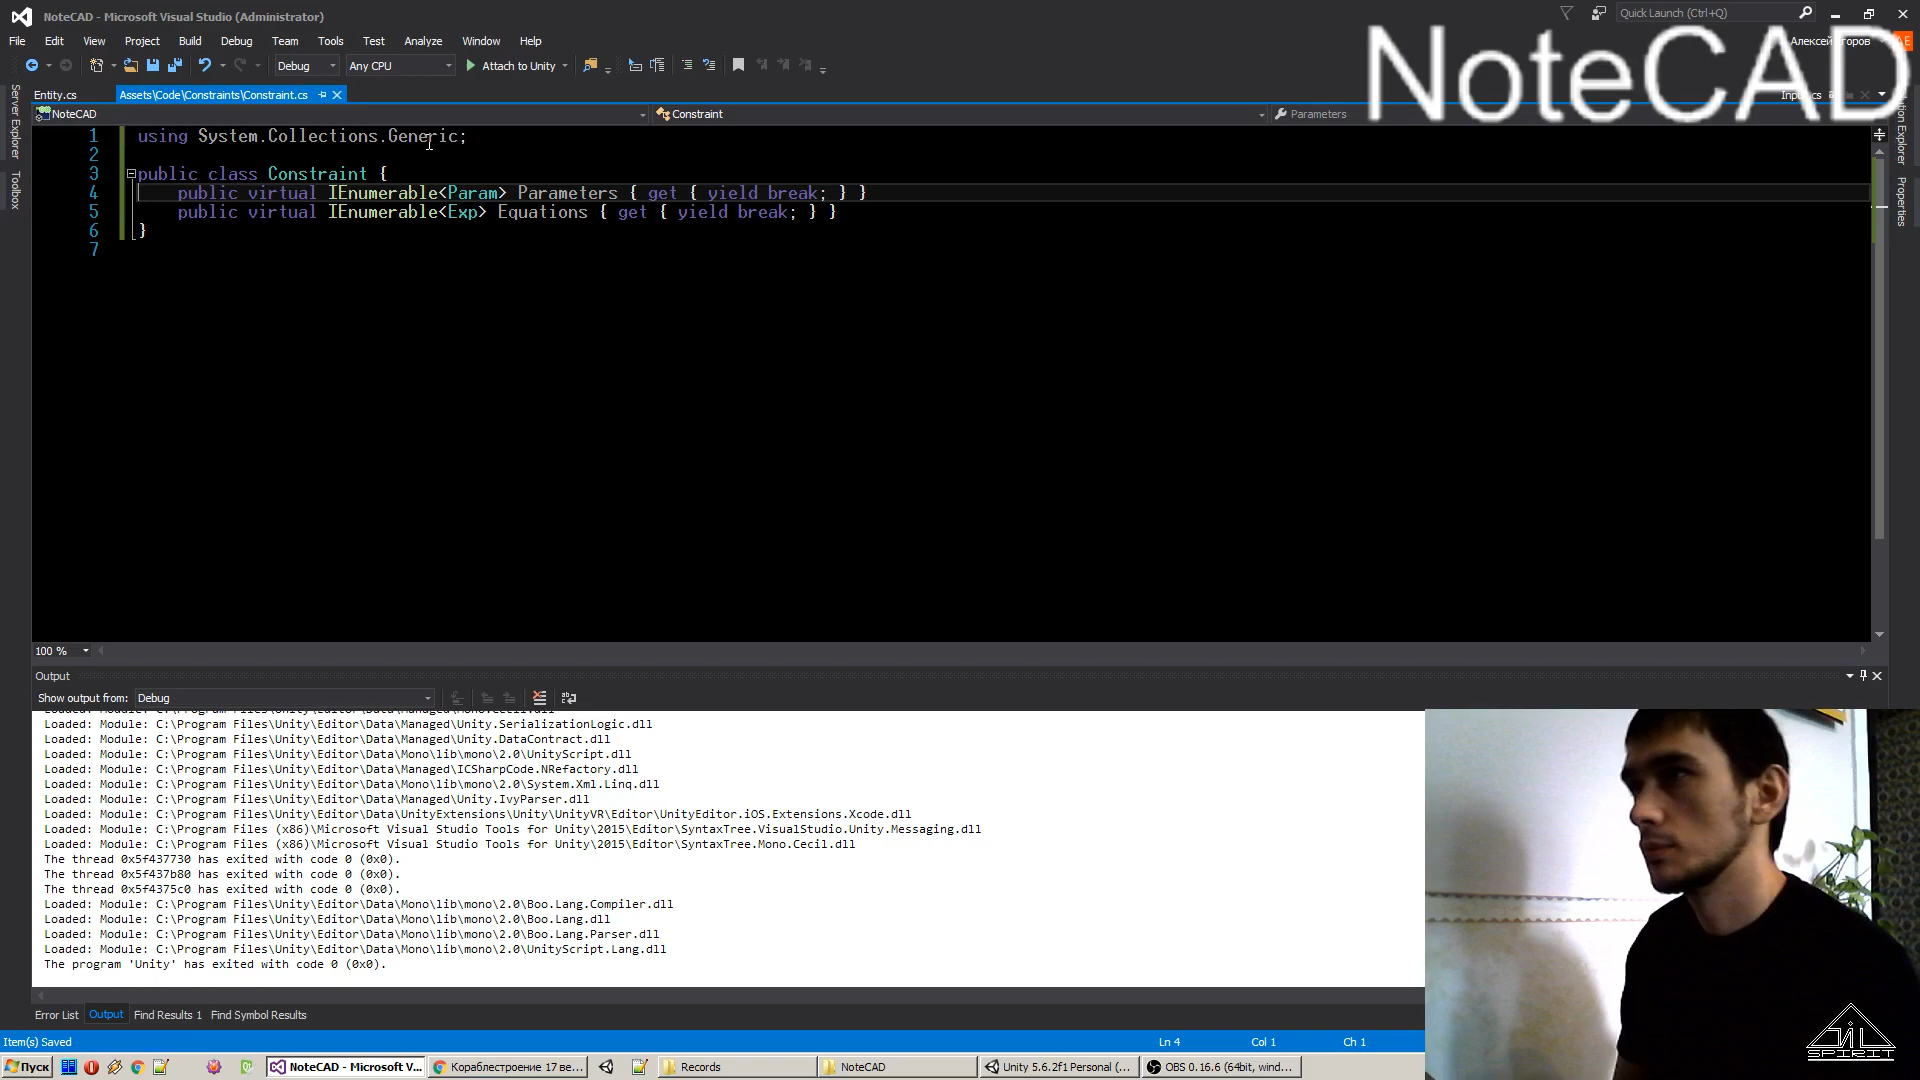 NoteCAD - Microsoft Visual Studio (Administrator)
Quick Launch (Ctrl+Q)
File Edit View Project Build Debug Team Tools Test Analyze Window Help
Debug Any CPU Attach to Unity
NoteCAD
Entity.cs Assets\Code\Constraints\Constraint.cs
NoteCAD Constraint Parameters
Server Explorer
Toolbox
Properties
1 using System.Collections.Generic;
2
3 public class Constraint {
4 public virtual IEnumerable<Param> Parameters { get { yield break; } }
5 public virtual IEnumerable<Exp> Equations { get { yield break; } }
6 }
7
100 %
Output
Show output from: Debug
Loaded: Module: C:\Program Files\Unity\Editor\Data\Managed\Unity.SerializationLogic.dll
Loaded: Module: C:\Program Files\Unity\Editor\Data\Managed\Unity.DataContract.dll
Loaded: Module: C:\Program Files\Unity\Editor\Data\Mono\lib\mono\2.0\UnityScript.dll
Loaded: Module: C:\Program Files\Unity\Editor\Data\Managed\ICSharpCode.NRefactory.dll
Loaded: Module: C:\Program Files\Unity\Editor\Data\Mono\lib\mono\2.0\System.Xml.Linq.dll
Loaded: Module: C:\Program Files\Unity\Editor\Data\Managed\Unity.IvyParser.dll
Loaded: Module: C:\Program Files\Unity\Editor\Data\UnityExtensions\Unity\UnityVR\Editor\UnityEditor.iOS.Extensions.Xcode.dll
Loaded: Module: C:\Program Files (x86)\Microsoft Visual Studio Tools for Unity\2015\Editor\SyntaxTree.VisualStudio.Unity.Messaging.dll
Loaded: Module: C:\Program Files (x86)\Microsoft Visual Studio Tools for Unity\2015\Editor\SyntaxTree.Mono.Cecil.dll
The thread 0x5f437730 has exited with code 0 (0x0).
The thread 0x5f437b80 has exited with code 0 (0x0).
The thread 0x5f4375c0 has exited with code 0 (0x0).
Loaded: Module: C:\Program Files\Unity\Editor\Data\Mono\lib\mono\2.0\Boo.Lang.Compiler.dll
Loaded: Module: C:\Program Files\Unity\Editor\Data\Mono\lib\mono\2.0\Boo.Lang.dll
Loaded: Module: C:\Program Files\Unity\Editor\Data\Mono\lib\mono\2.0\Boo.Lang.Parser.dll
Loaded: Module: C:\Program Files\Unity\Editor\Data\Mono\lib\mono\2.0\UnityScript.Lang.dll
The program 'Unity' has exited with code 0 (0x0).
Error List Output Find Results 1 Find Symbol Results
Item(s) Saved Ln 4 Col 1 Ch 1
SPIRIT
Пуск NoteCAD - Microsoft V... Кораблестроение 17 ве... Records NoteCAD Unity 5.6.2f1 Personal (... OBS 0.16.6 (64bit, wind...